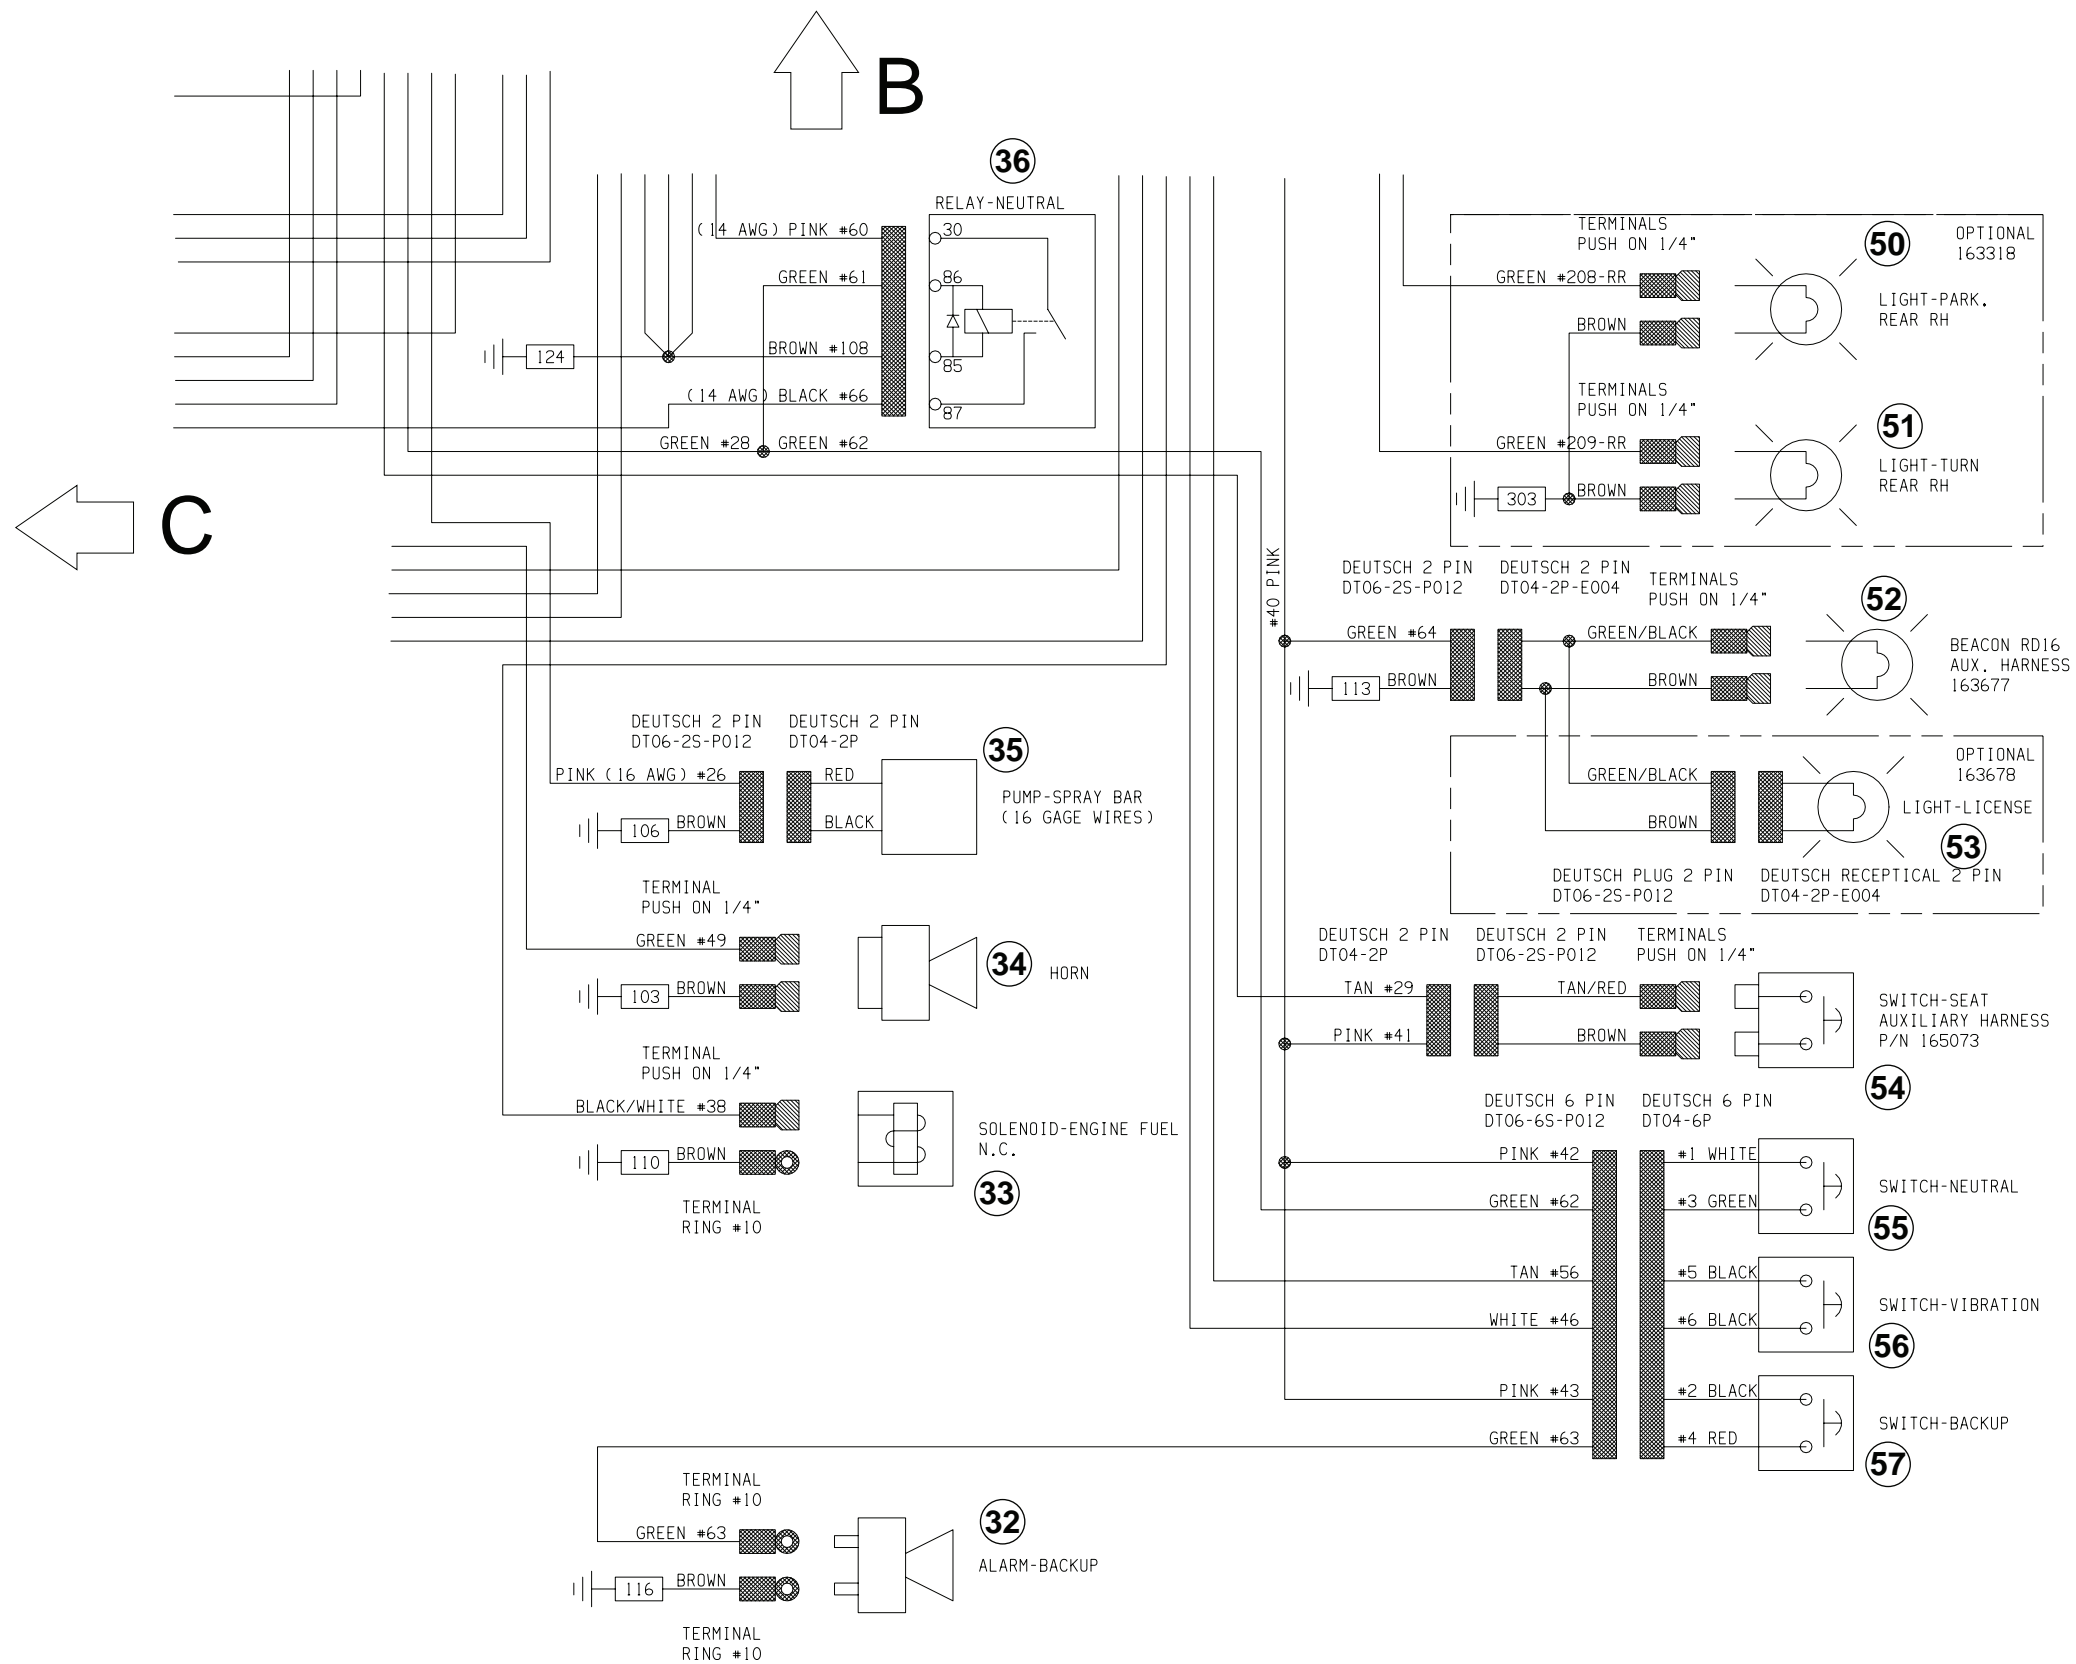 B
36
RELAY-NEUTRAL
(14 AWG) PINK #60
30
GREEN #61
86
124
BROWN #108
85
(14 AWG) BLACK #66
87
GREEN #28
GREEN #62
C
TERMINALS
PUSH ON 1/4"
50
OPTIONAL
163318
GREEN #208-RR
LIGHT-PARK.
REAR RH
BROWN
TERMINALS
PUSH ON 1/4"
51
GREEN #209-RR
LIGHT-TURN
REAR RH
303
BROWN
#40 PINK
DEUTSCH 2 PIN
DT06-2S-P012
DEUTSCH 2 PIN
DT04-2P-E004
TERMINALS
PUSH ON 1/4"
52
GREEN #64
GREEN/BLACK
BEACON RD16
AUX. HARNESS
163677
113
BROWN
BROWN
DEUTSCH 2 PIN
DT06-2S-P012
DEUTSCH 2 PIN
DT04-2P
35
PINK (16 AWG) #26
RED
PUMP-SPRAY BAR
(16 GAGE WIRES)
106
BROWN
BLACK
OPTIONAL
163678
GREEN/BLACK
LIGHT-LICENSE
BROWN
53
DEUTSCH PLUG 2 PIN
DT06-2S-P012
DEUTSCH RECEPTICAL 2 PIN
DT04-2P-E004
TERMINAL
PUSH ON 1/4"
GREEN #49
34
HORN
103
BROWN
DEUTSCH 2 PIN
DT04-2P
DEUTSCH 2 PIN
DT06-2S-P012
TERMINALS
PUSH ON 1/4"
TAN #29
TAN/RED
SWITCH-SEAT
AUXILIARY HARNESS
P/N 165073
PINK #41
BROWN
54
TERMINAL
PUSH ON 1/4"
BLACK/WHITE #38
SOLENOID-ENGINE FUEL
N.C.
110
BROWN
33
TERMINAL
RING #10
DEUTSCH 6 PIN
DT06-6S-P012
DEUTSCH 6 PIN
DT04-6P
PINK #42
#1 WHITE
SWITCH-NEUTRAL
GREEN #62
#3 GREEN
55
TAN #56
#5 BLACK
SWITCH-VIBRATION
WHITE #46
#6 BLACK
56
PINK #43
#2 BLACK
SWITCH-BACKUP
GREEN #63
#4 RED
57
TERMINAL
RING #10
GREEN #63
32
ALARM-BACKUP
116
BROWN
TERMINAL
RING #10